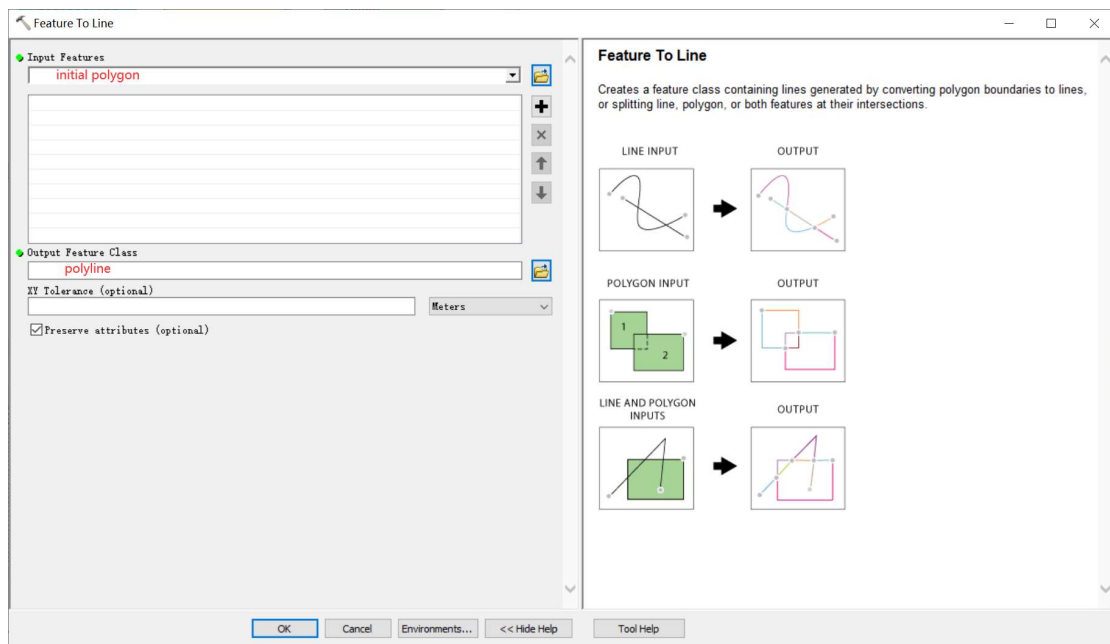 Feature To Line
Input Features
initial polygon
Output Feature Class
polyline
XY Tolerance (optional)
Meters
Preserve attributes (optional)
Feature To Line
Creates a feature class containing lines generated by converting polygon boundaries to lines,
or splitting line, polygon, or both features at their intersections.
LINE INPUT
OUTPUT
POLYGON INPUT
OUTPUT
1
2
LINE AND POLYGON
INPUTS
OUTPUT
OK
Cancel
Environments...
<< Hide Help
Tool Help